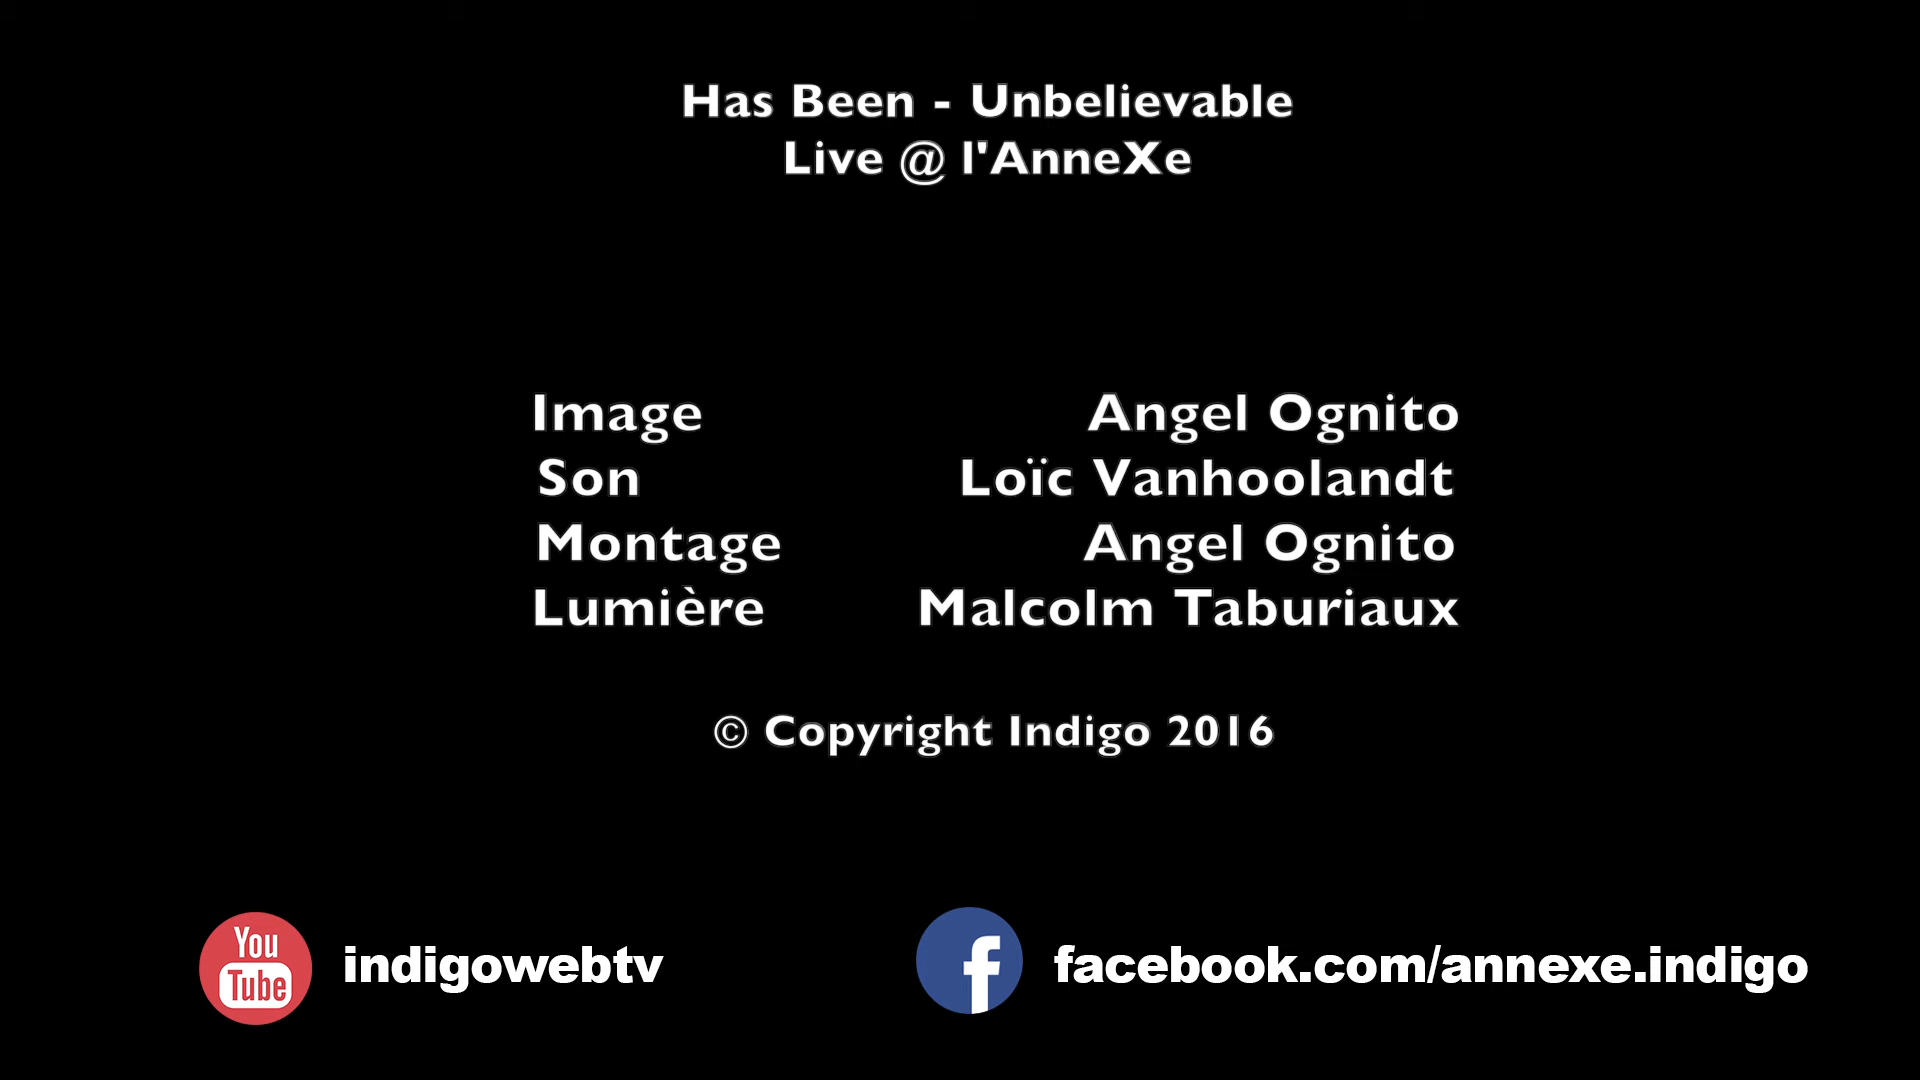 Has Been - Unbelievable
Live @ l'AnneXe
Image Angel Ognito
Son Loïc Vanhoolandt
Montage Angel Ognito
Lumière Malcolm Taburiaux
© Copyright Indigo 2016
You
Tube indigowebtv
f facebook.com/annexe.indigo